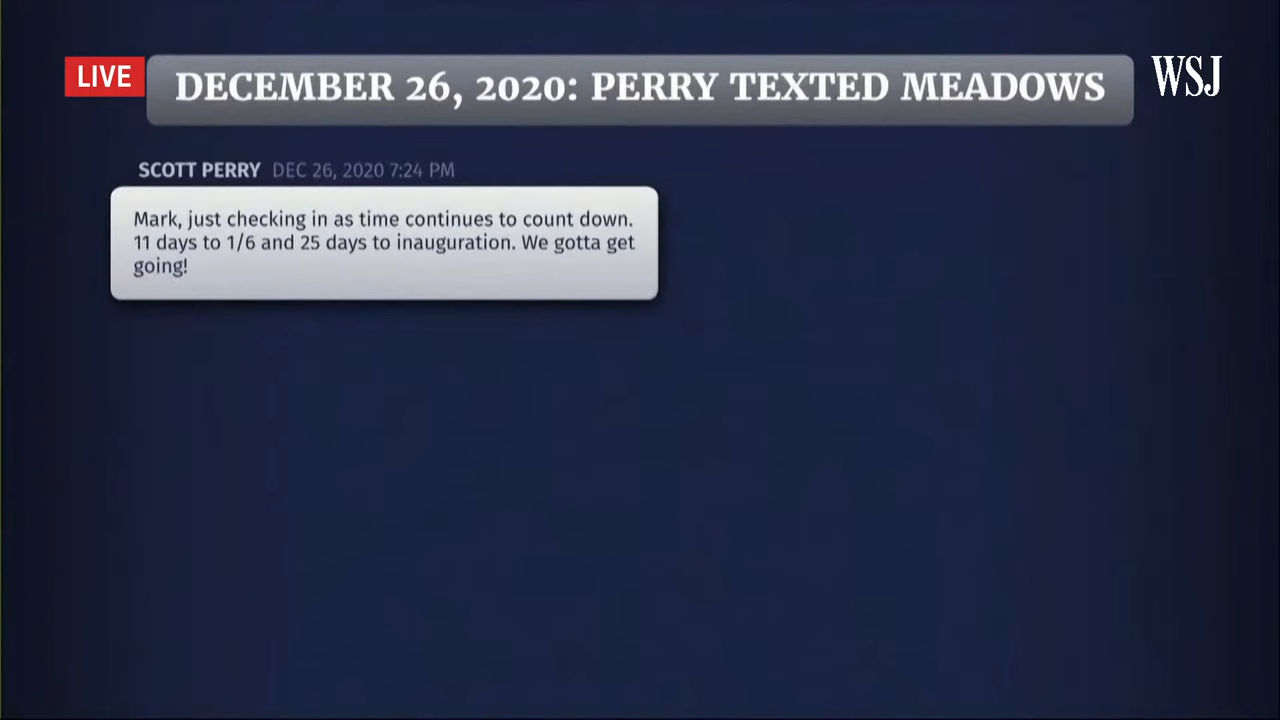 LIVE
DECEMBER 26, 2020: PERRY TEXTED MEADOWS
WSJ
SCOTT PERRY DEC 26, 2020 7:24 PM
Mark, just checking in as time continues to count down.
11 days to 1/6 and 25 days to inauguration. We gotta get
going!